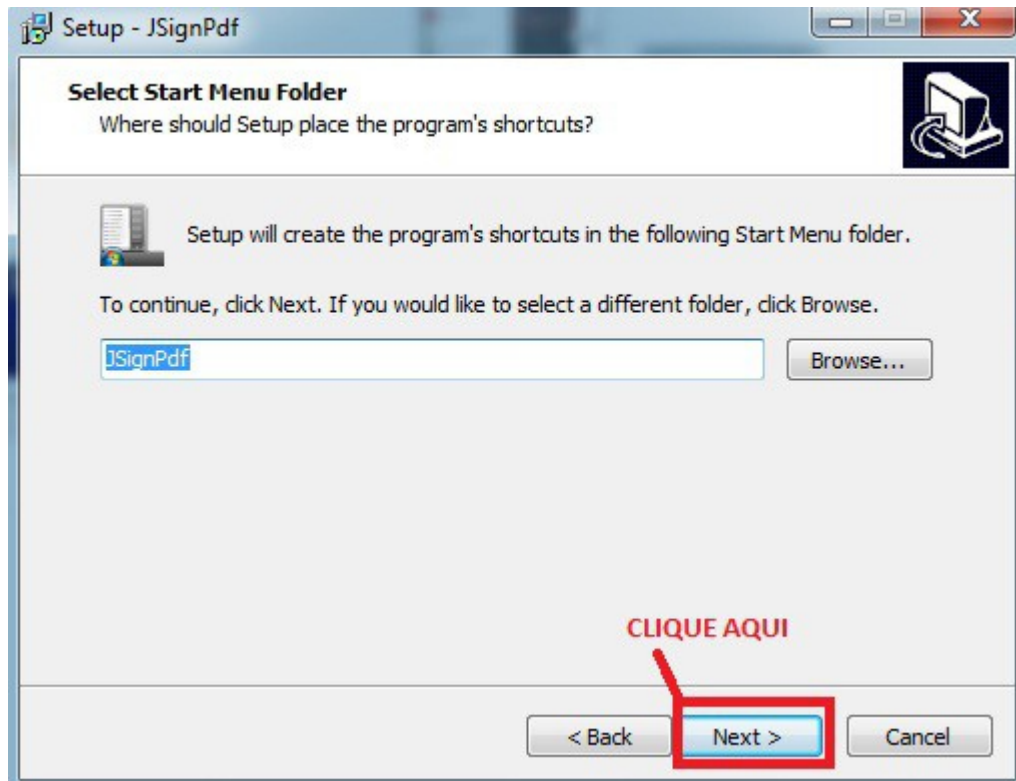 Setup - JSignPdf
Select Start Menu Folder
Where should Setup place the program's shortcuts?
Setup will create the program's shortcuts in the following Start Menu folder.
To continue, click Next. If you would like to select a different folder, click Browse.
JSignPdf
Browse...
CLIQUE AQUI
< Back
Next >
Cancel